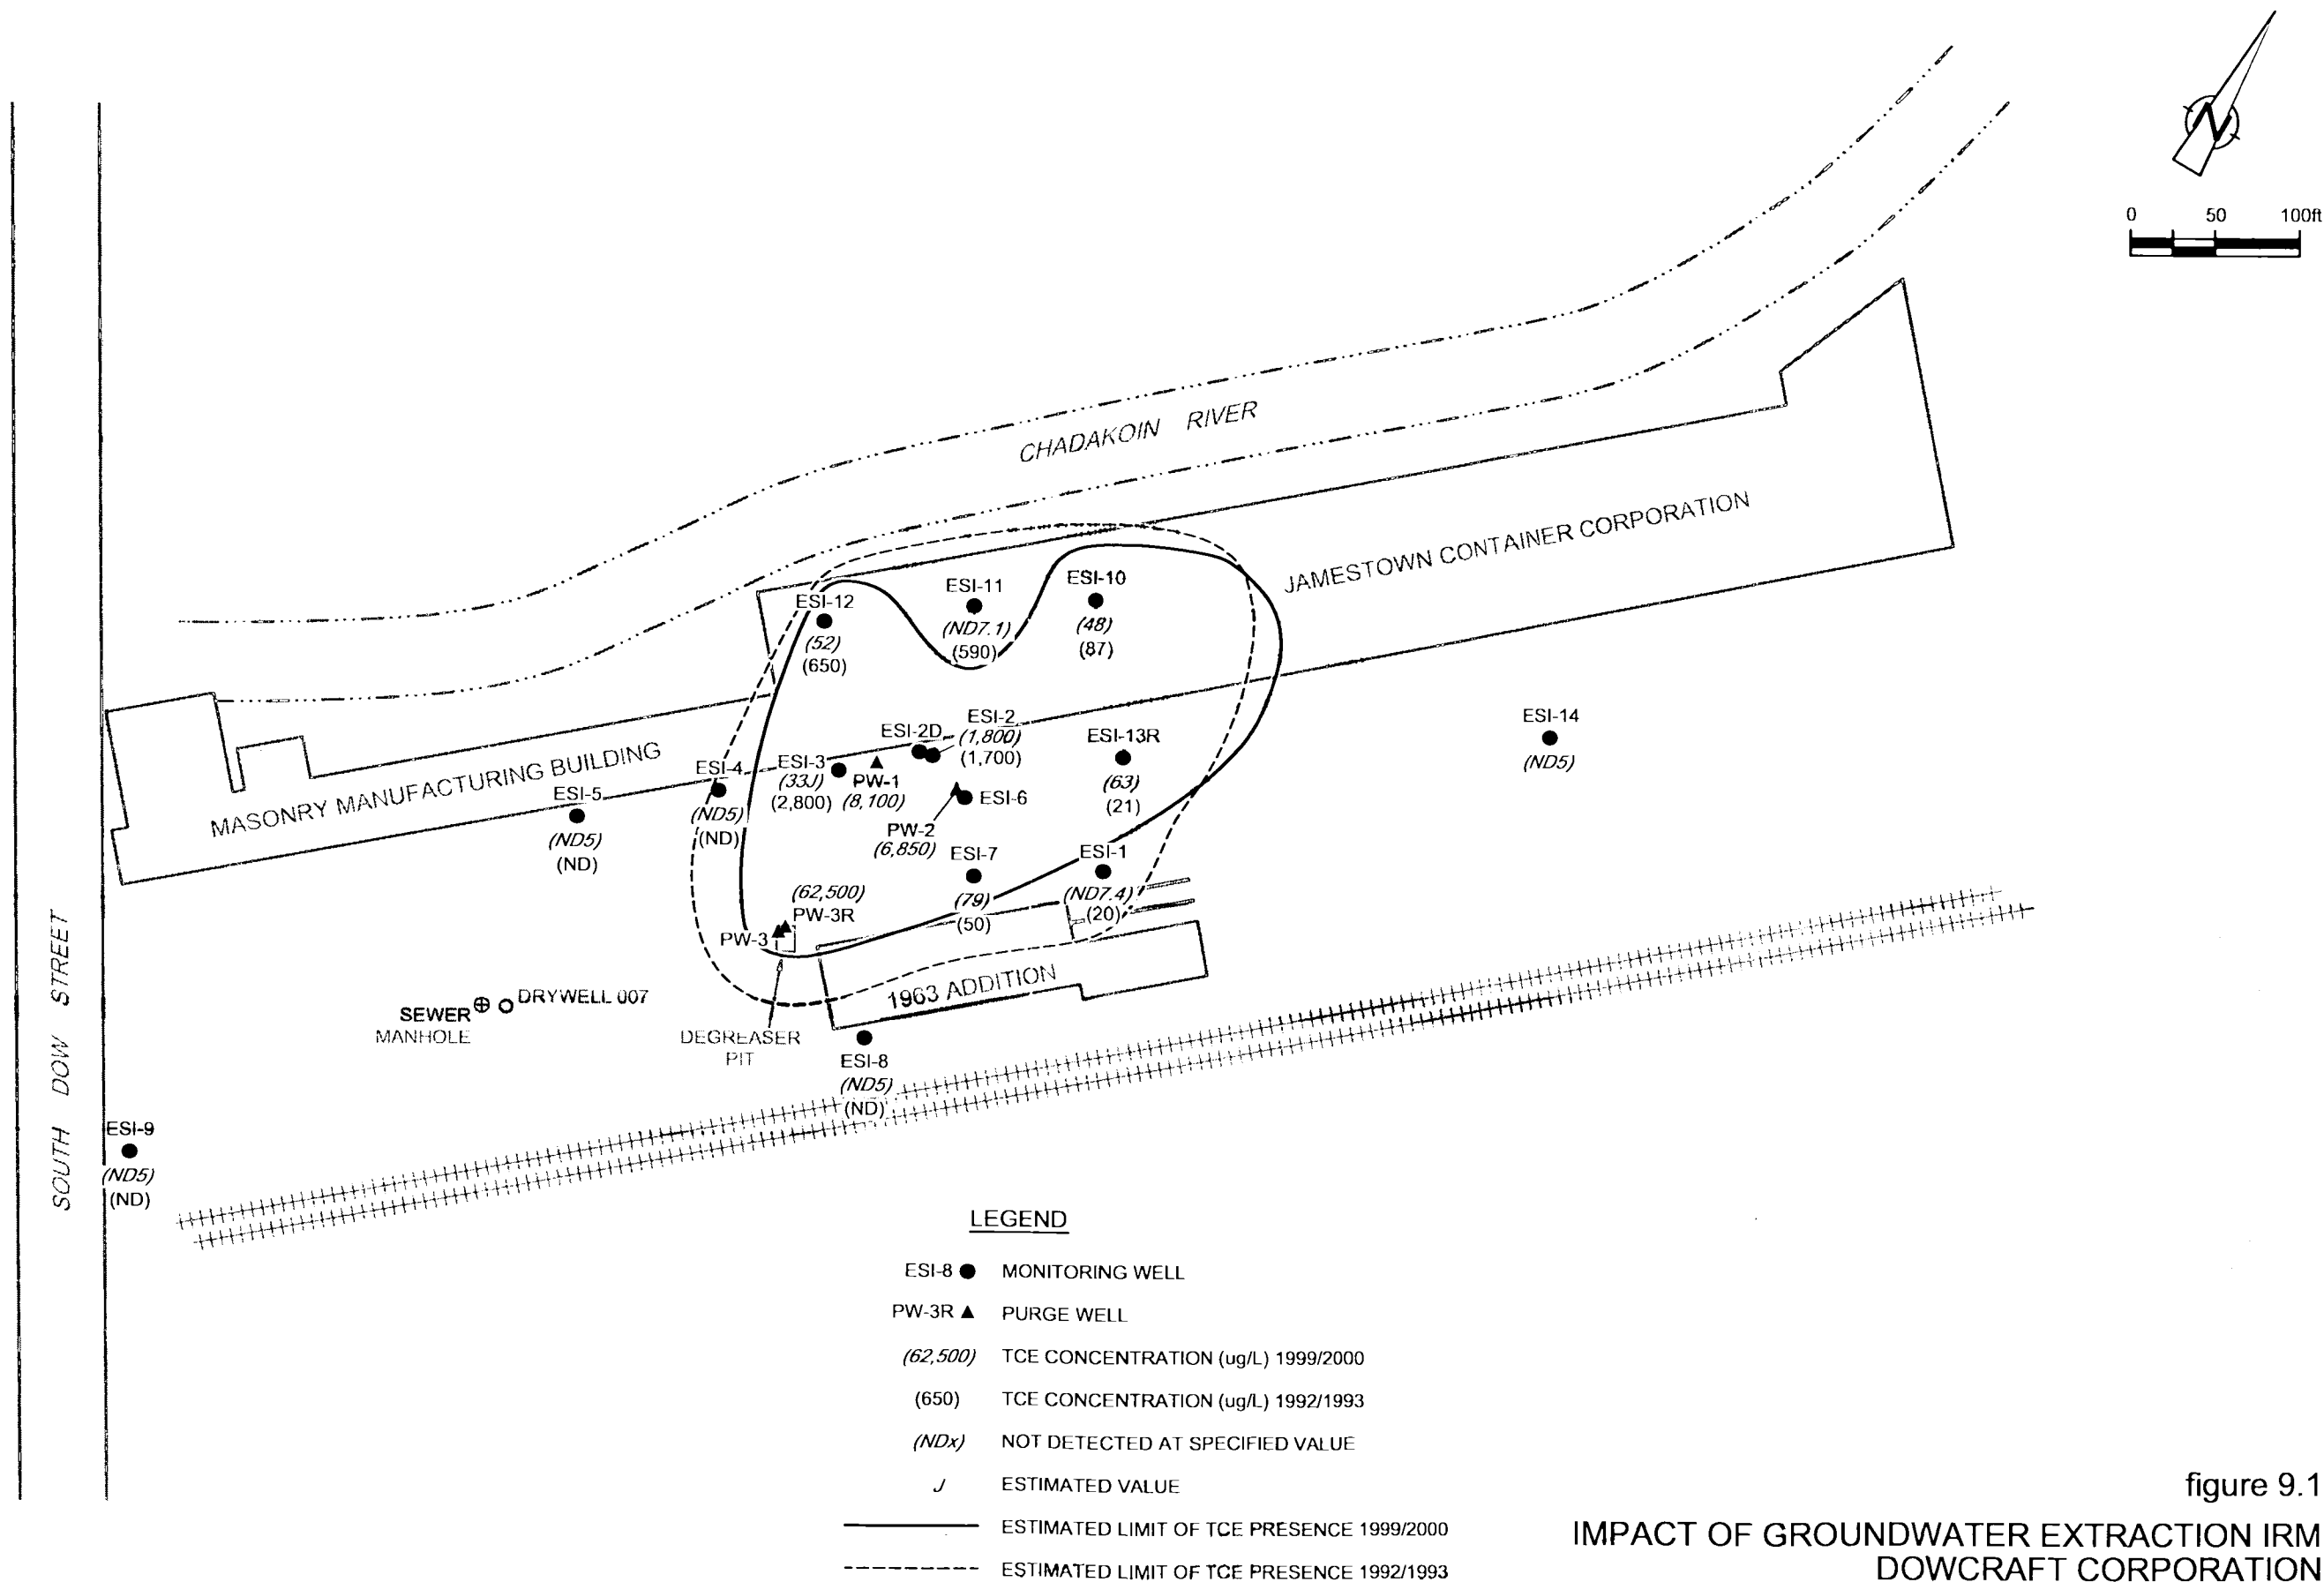 N
0 50 100ft
CHADAKOIN RIVER
JAMESTOWN CONTAINER CORPORATION
ESI-12
(52)
(650)
ESI-11
(ND7.1)
(590)
ESI-10
(48)
(87)
MASONRY MANUFACTURING BUILDING
ESI-5
(ND5)
(ND)
ESI-4
(ND5)
(ND)
ESI-3
(33J)
(2,800)
PW-1
(8,100)
ESI-2D
ESI-2
(1,800)
(1,700)
ESI-6
PW-2
(6,850)
ESI-13R
(63)
(21)
ESI-14
(ND5)
ESI-7
(79)
(50)
ESI-1
(ND7.4)
(20)
(62,500)
PW-3R
PW-3
1963 ADDITION
DEGREASER
PIT
SEWER
MANHOLE
DRYWELL 007
ESI-8
(ND5)
(ND)
ESI-9
(ND5)
(ND)
SOUTH DOW STREET
LEGEND
ESI-8 MONITORING WELL
PW-3R PURGE WELL
(62,500) TCE CONCENTRATION (ug/L) 1999/2000
(650) TCE CONCENTRATION (ug/L) 1992/1993
(NDx) NOT DETECTED AT SPECIFIED VALUE
J ESTIMATED VALUE
ESTIMATED LIMIT OF TCE PRESENCE 1999/2000
ESTIMATED LIMIT OF TCE PRESENCE 1992/1993
figure 9.1
IMPACT OF GROUNDWATER EXTRACTION IRM
DOWCRAFT CORPORATION